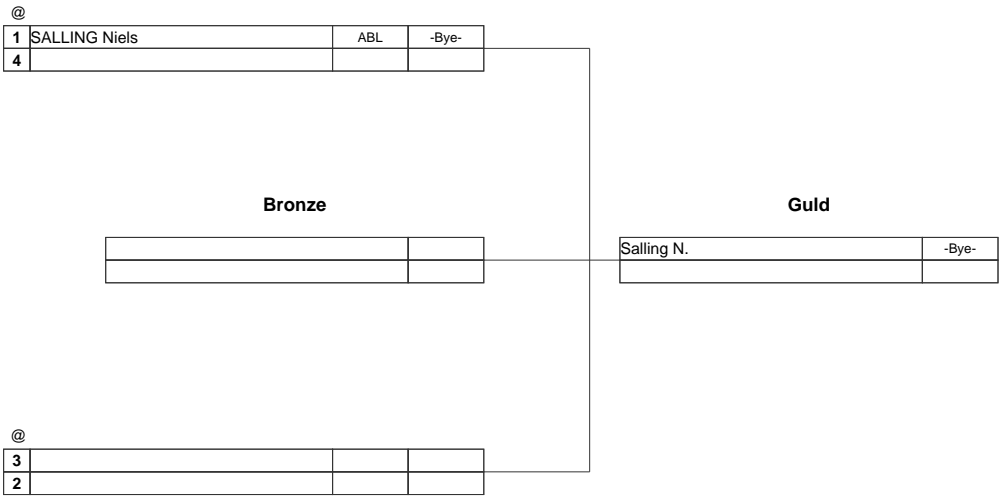 @
1 SALLING Niels ABL -Bye-
4
Bronze Guld
Salling N. -Bye-
@
3
2